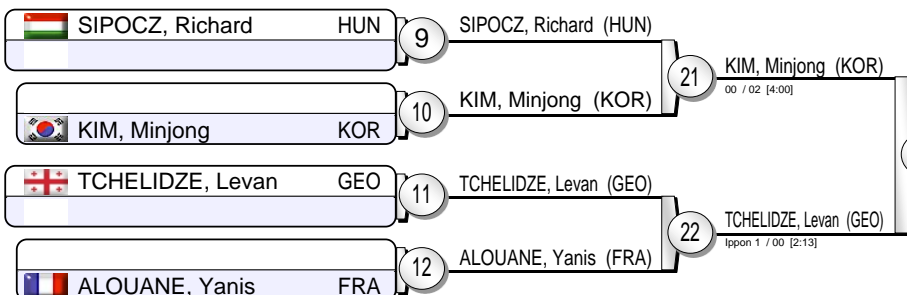 SIPOCZ, Richard HUN
9
SIPOCZ, Richard (HUN)
21
KIM, Minjong (KOR)
00 / 02 [4:00]
10
KIM, Minjong (KOR)
KIM, Minjong KOR
TCHELIDZE, Levan GEO
11
TCHELIDZE, Levan (GEO)
22
TCHELIDZE, Levan (GEO)
Ippon 1 / 00 [2:13]
12
ALOUANE, Yanis (FRA)
ALOUANE, Yanis FRA